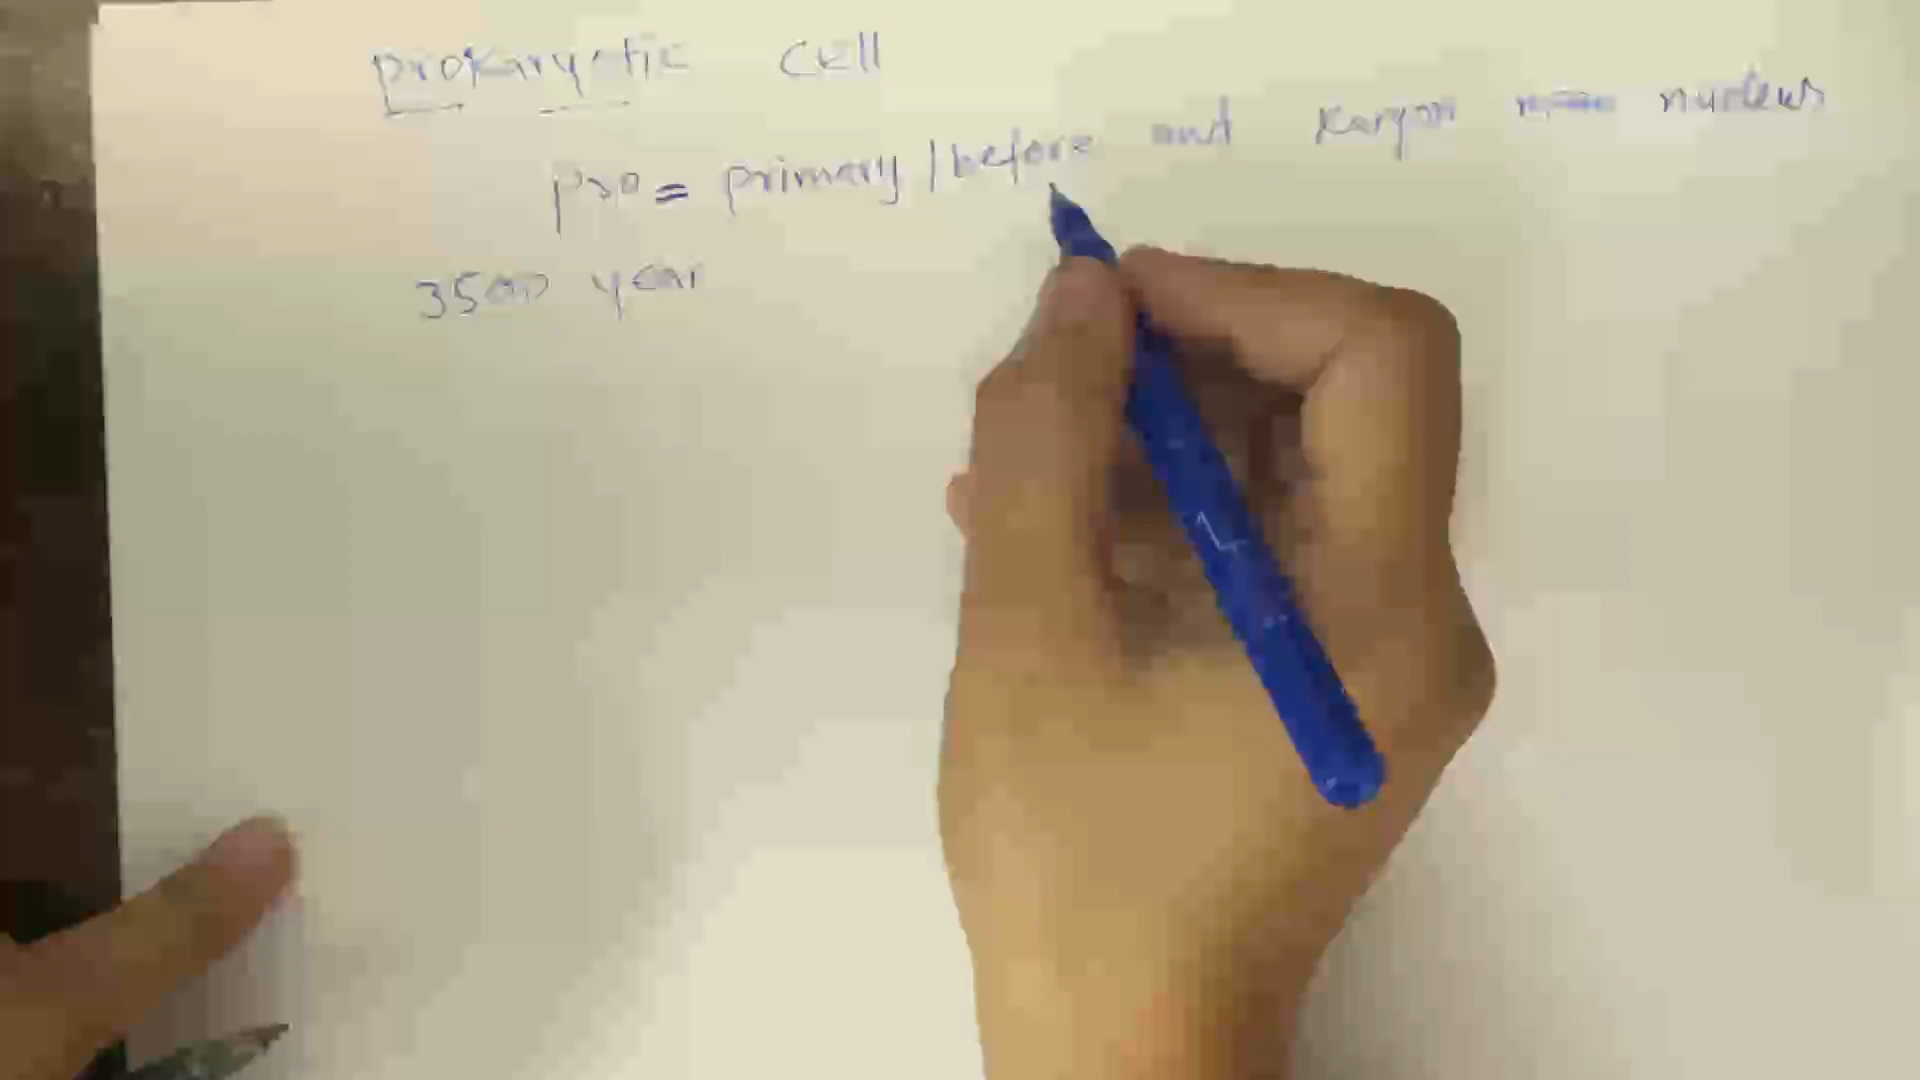 prokaryotic cell
pro = primary / before and karyon nucleus
3500 year